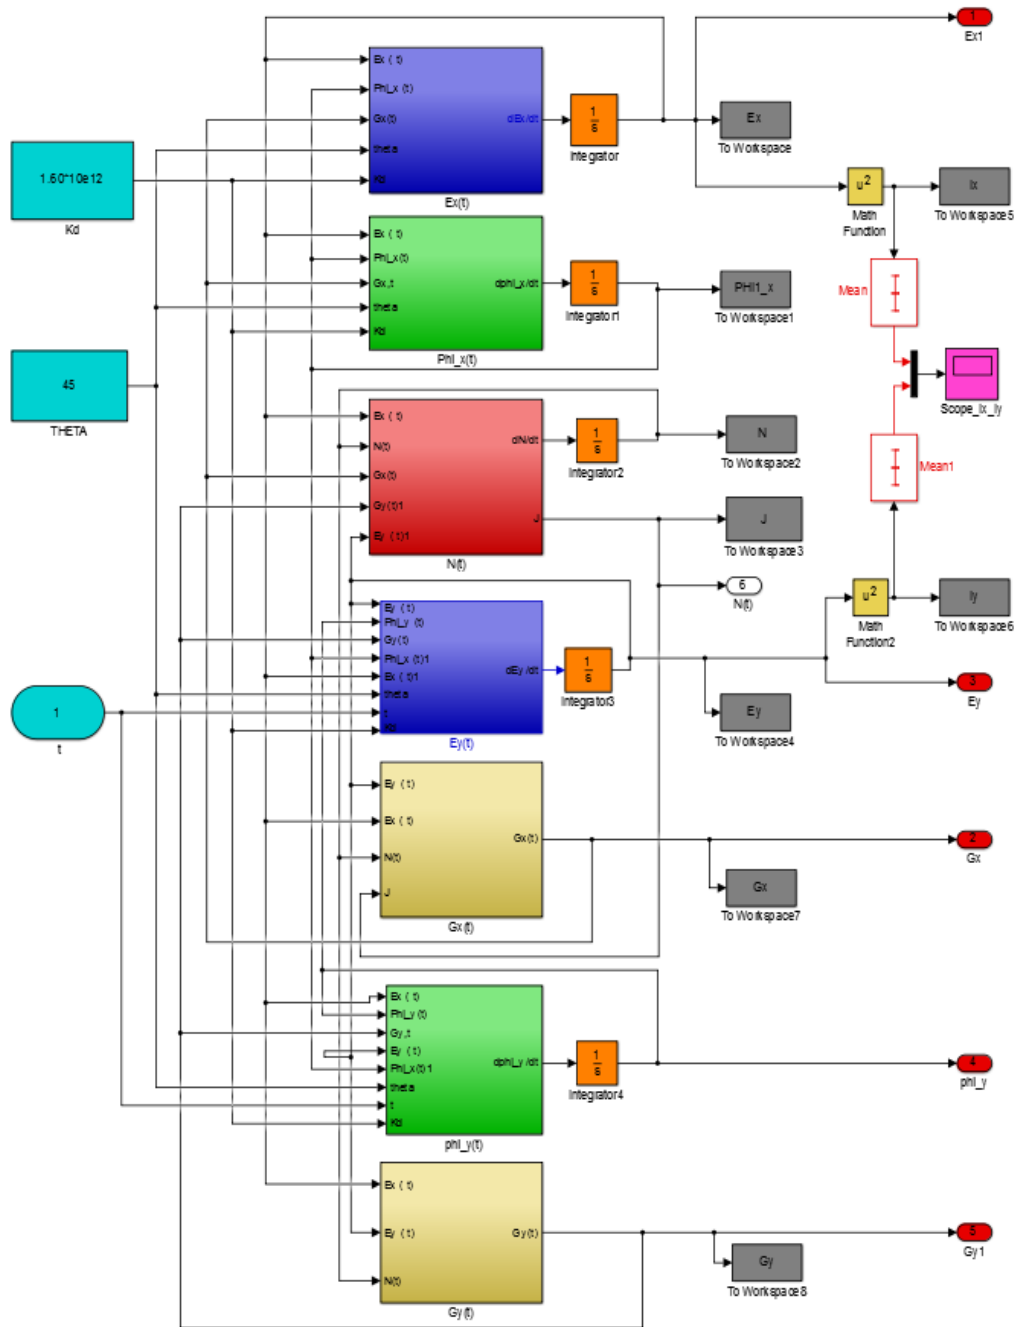 1
Ex1
Ex ( t)
Phi_x (t)
Gx(t)
theta
Kd
dEx/dt
Ex(t)
1
s
Integrator
Ex
To Workspace
1.60*10e12
Kd
u²
Math
Function
Ix
To Workspace5
Ex ( t)
Phi_x(t)
Gx,t
theta
Kd
dphi_x/dt
Phi_x(t)
1
s
Integrator1
PHI1_x
To Workspace1
Mean
45
THETA
Scope_Ix_Iy
Ex ( t)
N(t)
Gx(t)
Gy(t)1
Ey ( t)1
dN/dt
J
N(t)
1
s
Integrator2
N
To Workspace2
Mean1
J
To Workspace3
6
N(t)
u²
Math
Function2
Iy
To Workspace6
Ey ( t)
Phi_y (t)
Gy(t)
Phi_x (t)1
Ex ( t)1
theta
t
Kd
dEy/dt
Ey(t)
1
s
Integrator3
3
Ey
Ey
To Workspace4
1
t
Ey ( t)
Ex ( t)
N(t)
J
Gx(t)
Gx(t)
2
Gx
Gx
To Workspace7
Ex ( t)
Phi_y(t)
Gy,t
Ey ( t)
Phi_x(t)1
theta
t
Kd
dphi_y/dt
phi_y(t)
1
s
Integrator4
4
phi_y
Ex ( t)
Ey ( t)
N(t)
Gy(t)
Gy(t)
5
Gy1
Gy
To Workspace8